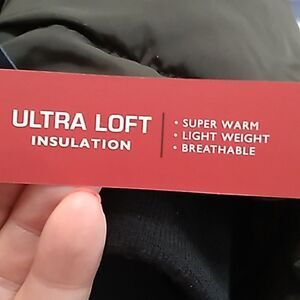 ULTRA LOFT
INSULATION
• SUPER WARM
• LIGHT WEIGHT
• BREATHABLE